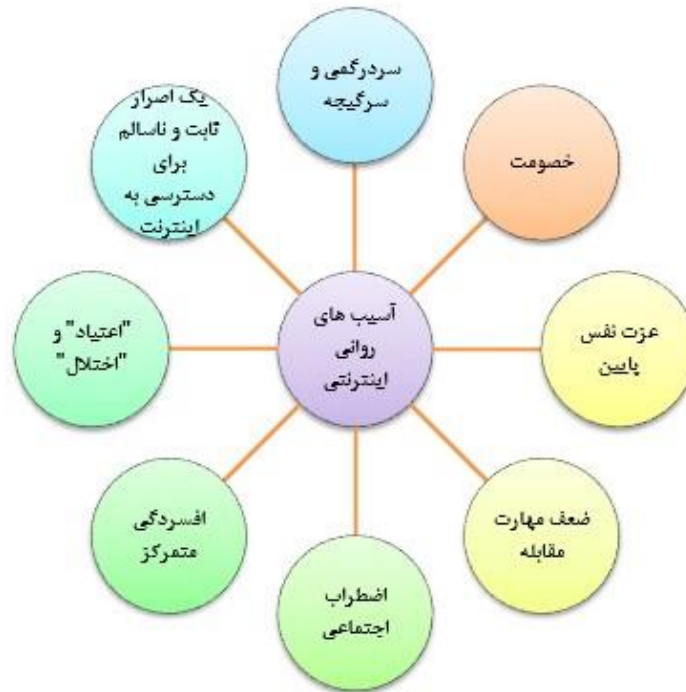 سردرگمی و
سرگیجه
خصومت
عزت نفس
پایین
ضعف مهارت
مقابله
اضطراب
اجتماعی
افسردگی
متمرکز
"اعتیاد" و
"اختلال"
یک اصرار
ثابت و ناسالم
برای
دسترسی به
اینترنت
آسیب های
روانی
اینترنتی